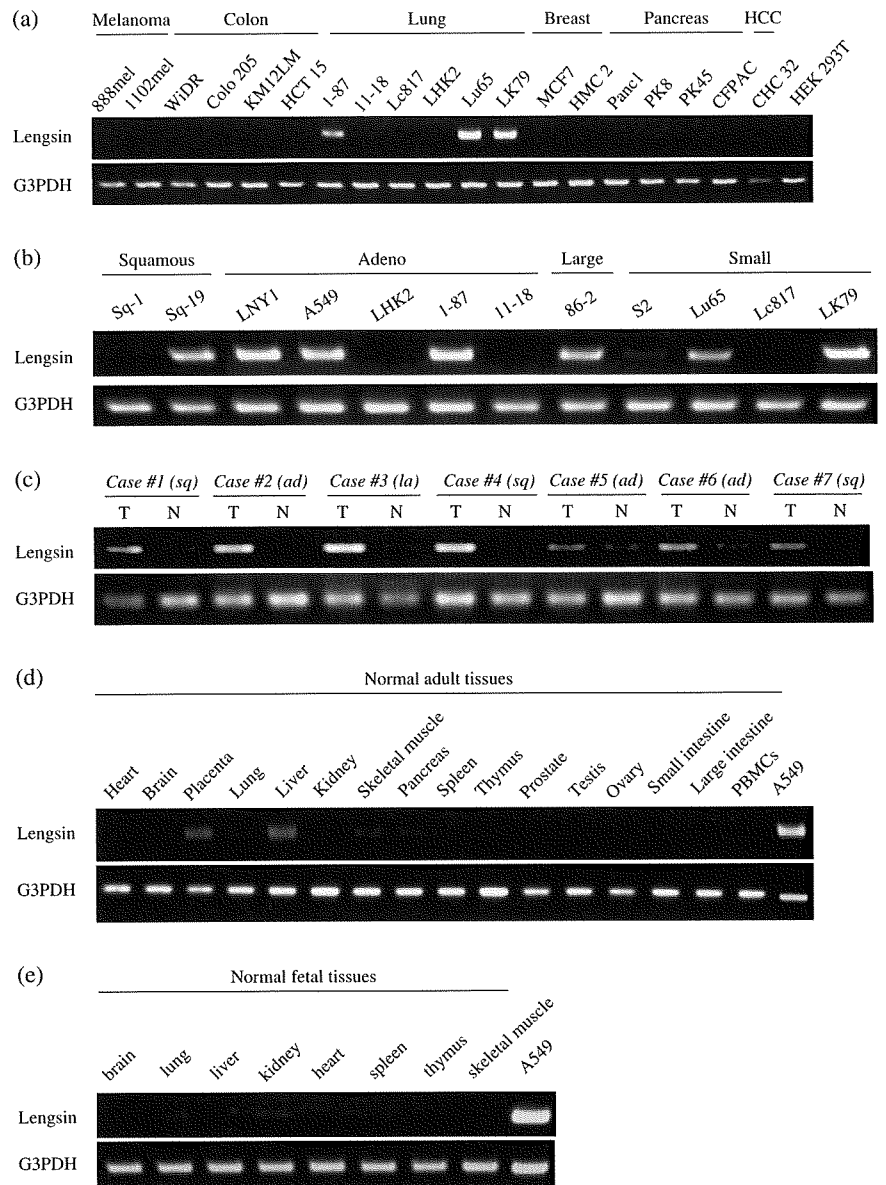 (a)
Melanoma Colon Lung Breast Pancreas HCC
888mel 1102mel WiDR Colo 205 KM12LM HCT 15 1-87 11-18 Lc817 LHK2 Lu65 LK79 MCF7 HMC 2 Panc1 PK8 PK45 CFPAC CHC 32 HEK 293T
Lengsin
G3PDH
(b)
Squamous Adeno Large Small
Sq-1 Sq-19 LNY1 A549 LHK2 1-87 11-18 86-2 S2 Lu65 Lc817 LK79
Lengsin
G3PDH
(c)
Case #1 (sq) Case #2 (ad) Case #3 (la) Case #4 (sq) Case #5 (ad) Case #6 (ad) Case #7 (sq)
T N T N T N T N T N T N T N
Lengsin
G3PDH
(d)
Normal adult tissues
Heart Brain Placenta Lung Liver Kidney Skeletal muscle Pancreas Spleen Thymus Prostate Testis Ovary Small intestine Large intestine PBMCs A549
Lengsin
G3PDH
(e)
Normal fetal tissues
brain lung liver kidney heart spleen thymus skeletal muscle A549
Lengsin
G3PDH